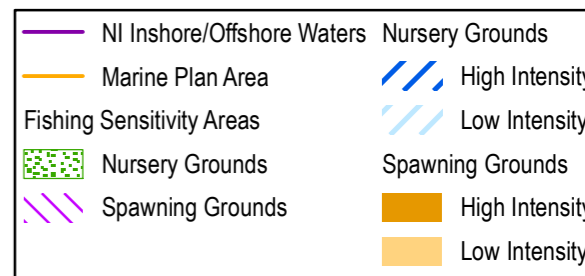 NI Inshore/Offshore Waters
Marine Plan Area
Fishing Sensitivity Areas
Nursery Grounds
Spawning Grounds
Nursery Grounds
High Intensity
Low Intensity
Spawning Grounds
High Intensity
Low Intensity